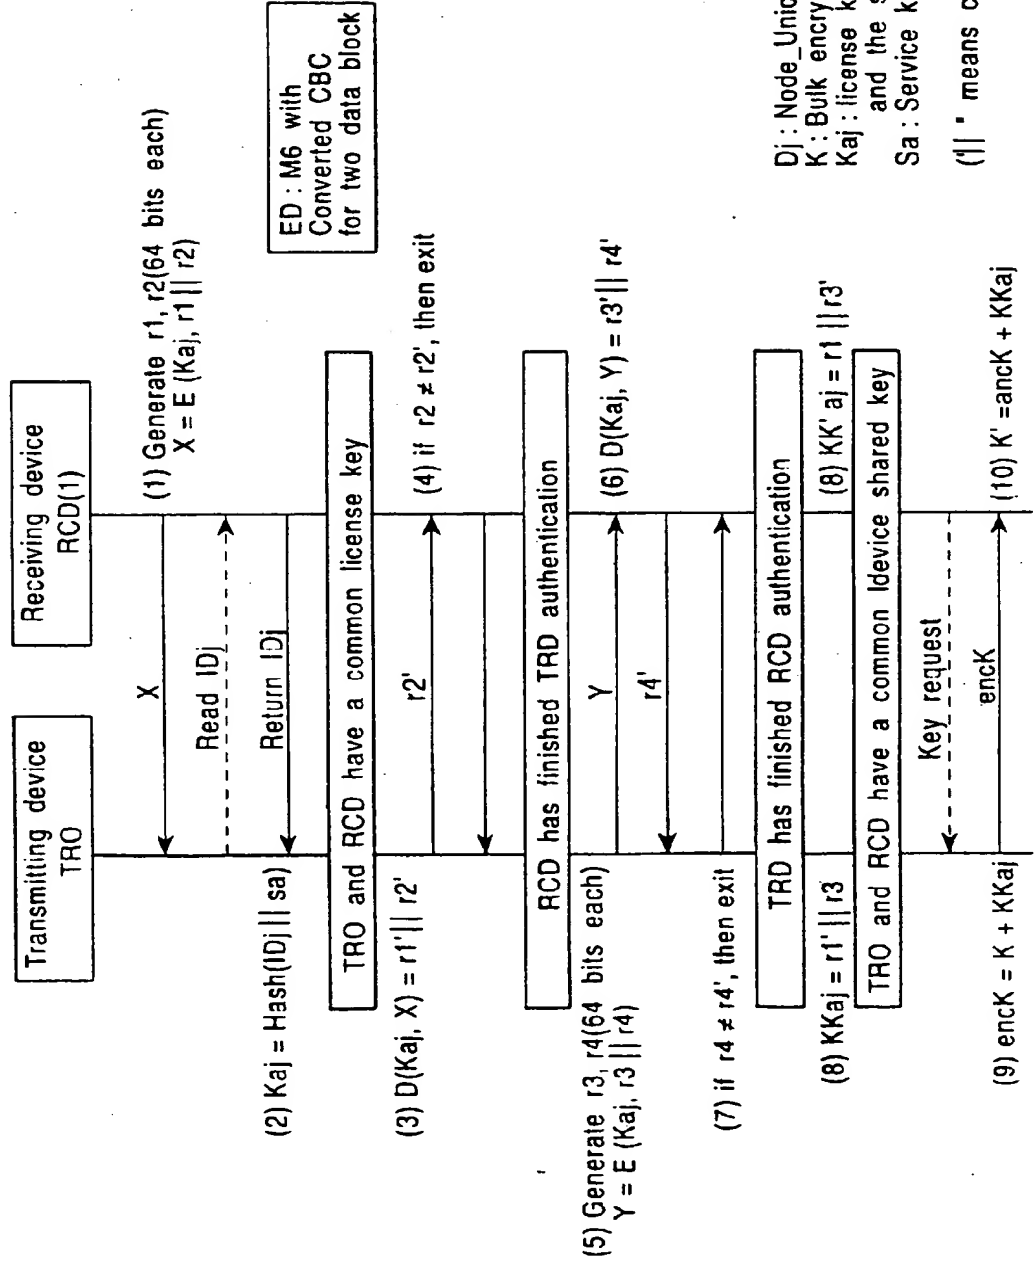 Transmitting device
TRO
Receiving device
RCD(1)
(1) Generate r1, r2(64 bits each)
X = E (Kaj, r1 || r2)
X
Read IDj
Return IDj
(2) Kaj = Hash(IDj || sa)
ED : M6 with
Converted CBC
for two data block
TRO and RCD have a common license key
(3) D(Kaj, X) = r1' || r2'
r2'
(4) if r2 ≠ r2', then exit
RCD has finished TRD authentication
(5) Generate r3, r4(64 bits each)
Y = E (Kaj, r3 || r4)
Y
(6) D(Kaj, Y) = r3' || r4'
r4'
(7) if r4 ≠ r4', then exit
TRD has finished RCD authentication
(8) KKaj = r1' || r3
(8) KK' aj = r1 || r3'
TRO and RCD have a common Idevice shared key
Key request
(9) encK = K + KKaj
encK
(10) K' =ancK + KKaj
Dj : Node_Unic
K : Bulk encry
Kaj : license k
and the s
Sa : Service k
("|| " means c